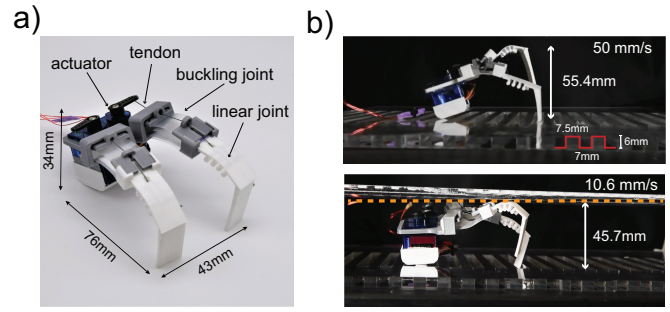 a)
tendon
actuator
buckling joint
linear joint
34mm
76mm
43mm
b)
50 mm/s
55.4mm
7.5mm
6mm
7mm
10.6 mm/s
45.7mm